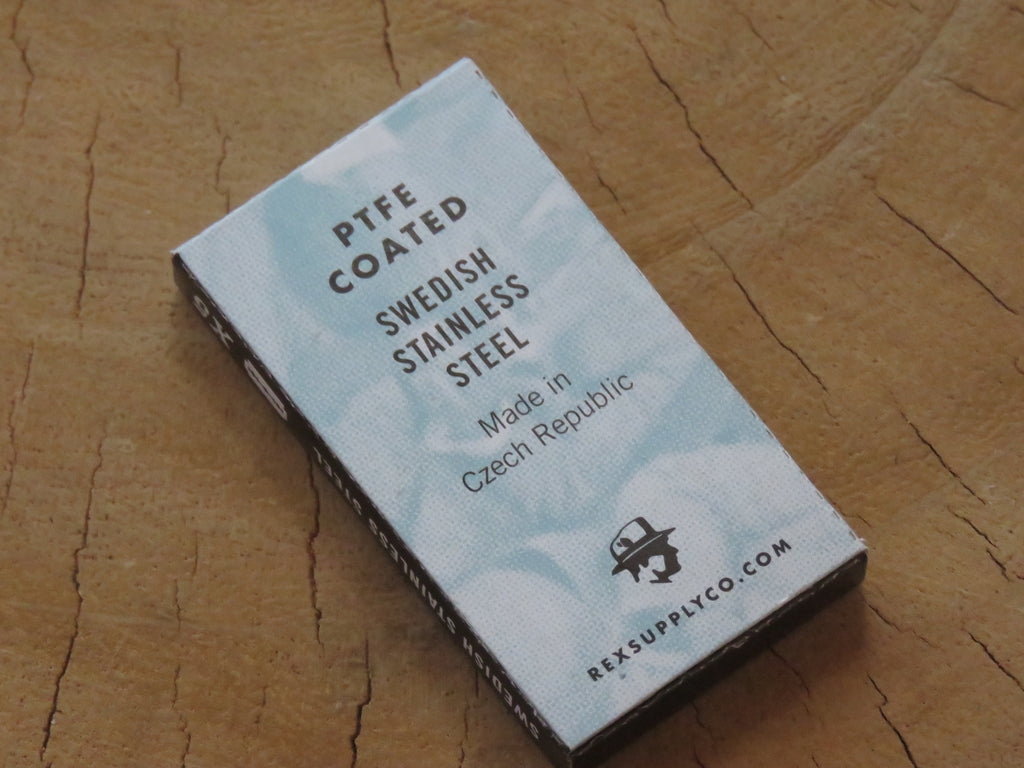 PTFE
COATED
SWEDISH
STAINLESS
STEEL
Made in
Czech Republic
REXSUPPLYCO.COM
SWEDISH STAINLESS STEEL